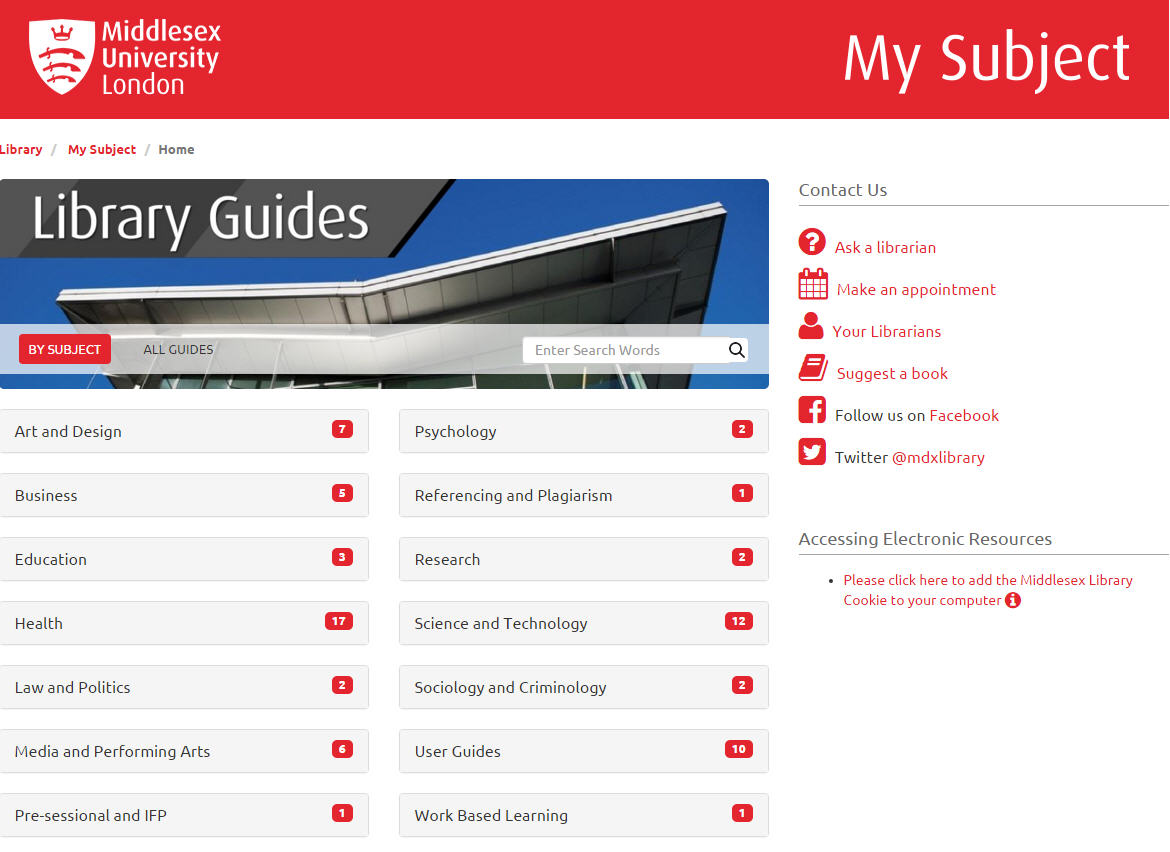 Middlesex
University
London
My Subject
Library / My Subject / Home
Library Guides
BY SUBJECT ALL GUIDES Enter Search Words
Art and Design 7
Psychology 2
Business 5
Referencing and Plagiarism 1
Education 3
Research 2
Health 17
Science and Technology 12
Law and Politics 2
Sociology and Criminology 2
Media and Performing Arts 6
User Guides 10
Pre-sessional and IFP 1
Work Based Learning 1
Contact Us
Ask a librarian
Make an appointment
Your Librarians
Suggest a book
Follow us on Facebook
Twitter @mdxlibrary
Accessing Electronic Resources
• Please click here to add the Middlesex Library
Cookie to your computer